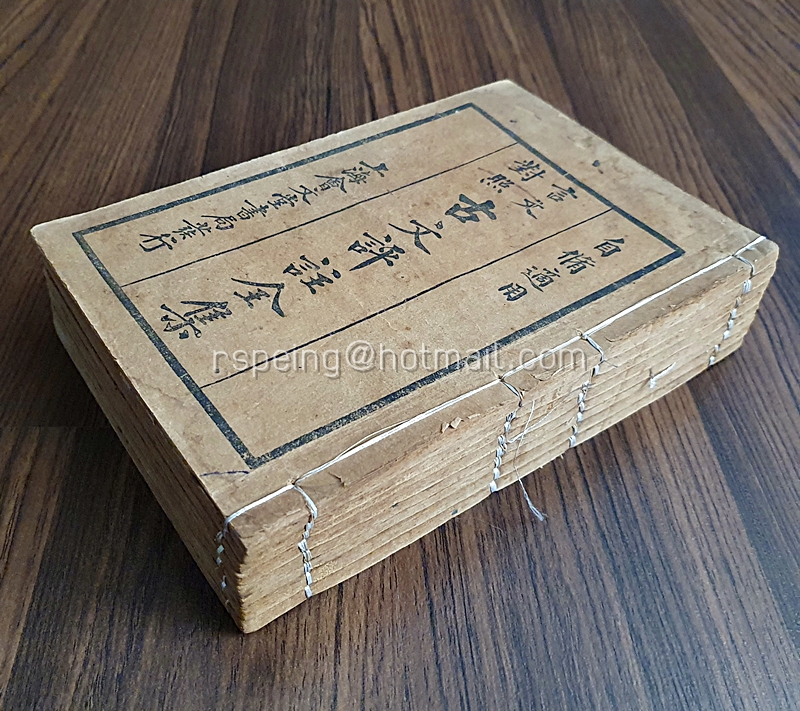 自脩適用
言文對照
古文評註全集
上海會文堂書局發行
rspeing@hotmail.com